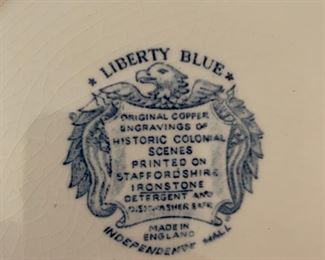 * LIBERTY BLUE *
ORIGINAL COPPER
ENGRAVINGS OF
HISTORIC COLONIAL
SCENES
PRINTED ON
STAFFORDSHIRE
IRONSTONE
DETERGENT AND
DISHWASHER SAFE
MADE IN
ENGLAND
INDEPENDENCE HALL